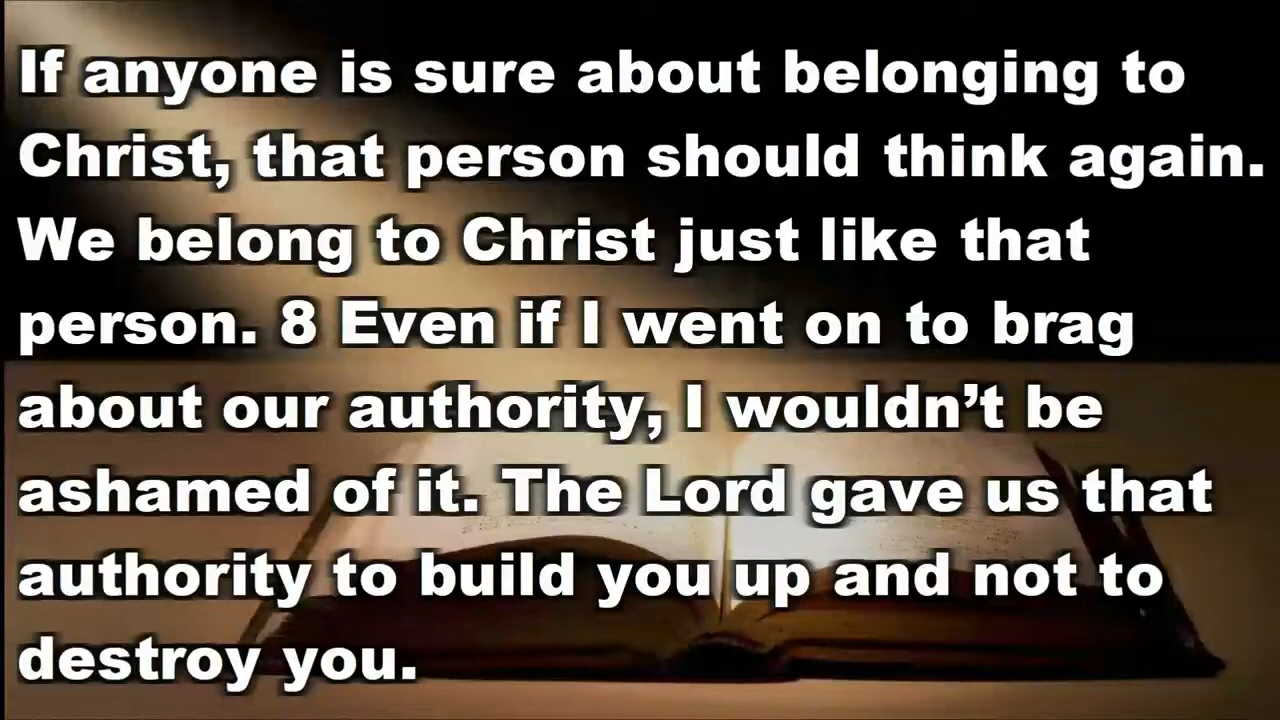 If anyone is sure about belonging to
Christ, that person should think again.
We belong to Christ just like that
person. 8 Even if I went on to brag
about our authority, I wouldn’t be
ashamed of it. The Lord gave us that
authority to build you up and not to
destroy you.